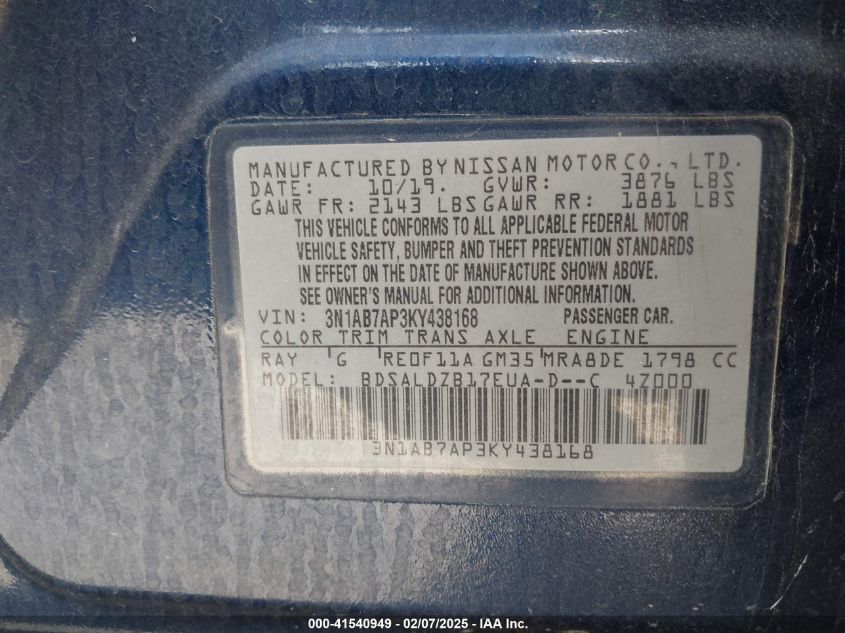 MANUFACTURED BY NISSAN MOTOR CO., LTD.
DATE: 10/19. GVWR: 3876 LBS
GAWR FR: 2143 LBS GAWR RR: 1881 LBS
THIS VEHICLE CONFORMS TO ALL APPLICABLE FEDERAL MOTOR
VEHICLE SAFETY, BUMPER AND THEFT PREVENTION STANDARDS
IN EFFECT ON THE DATE OF MANUFACTURE SHOWN ABOVE.
SEE OWNER'S MANUAL FOR ADDITIONAL INFORMATION.
VIN: 3N1AB7AP3KY438168 PASSENGER CAR.
COLOR TRIM TRANS AXLE ENGINE
RAY G RE0F11A GM35 MRA8DE 1798 CC
MODEL: BDSALDZB17EUA-D--C 4Z000
3N1AB7AP3KY438168
000-41540949 - 02/07/2025 - IAA Inc.